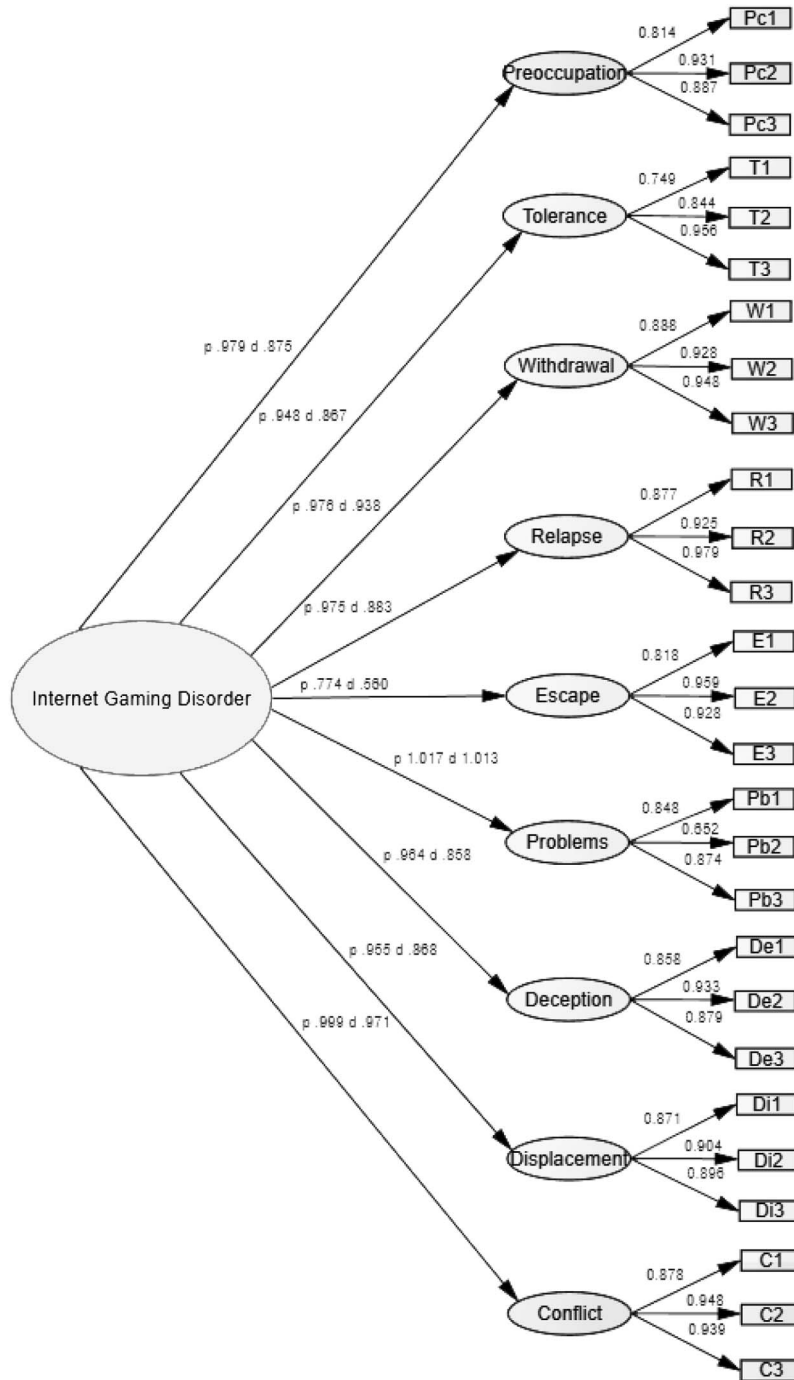 Pc1
0.814
Preoccupation
0.931
Pc2
0.887
Pc3
T1
0.749
Tolerance
0.844
T2
0.956
T3
W1
0.888
p .979 d .875
Withdrawal
0.928
W2
0.948
p .948 d .867
W3
R1
0.877
p .976 d .938
Relapse
0.925
R2
0.979
R3
p .975 d .883
E1
0.818
p .774 d .560
Internet Gaming Disorder
Escape
0.959
E2
0.928
E3
p 1.017 d 1.013
Pb1
0.848
Problems
0.652
Pb2
0.874
p .964 d .858
Pb3
De1
0.858
p .955 d .868
Deception
0.933
De2
0.879
p .999 d .971
De3
Di1
0.871
Displacement
0.904
Di2
0.896
Di3
C1
0.878
Conflict
0.948
C2
0.939
C3